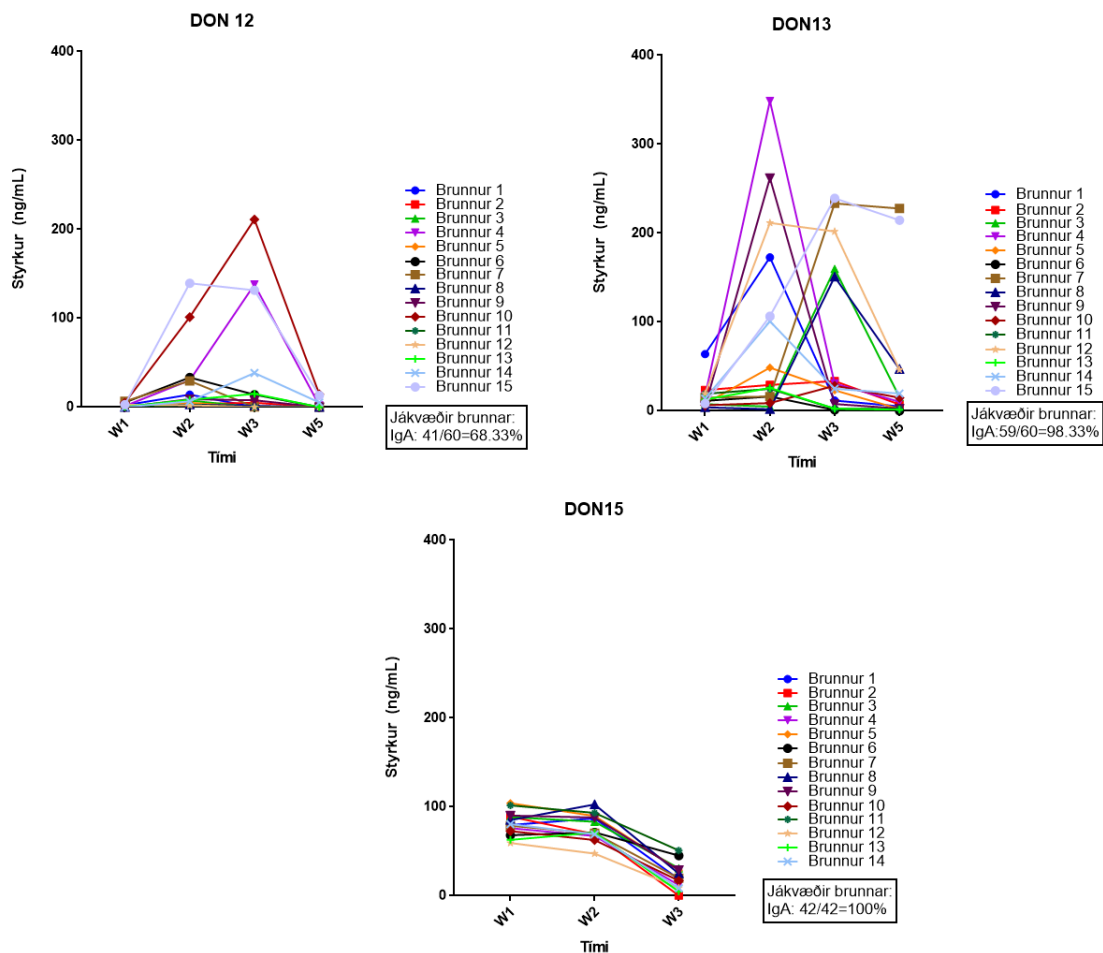 DON 12
400
300
200
100
0
Styrkur (ng/mL)
W1
W2
W3
W5
Tími
Brunnur 1
Brunnur 2
Brunnur 3
Brunnur 4
Brunnur 5
Brunnur 6
Brunnur 7
Brunnur 8
Brunnur 9
Brunnur 10
Brunnur 11
Brunnur 12
Brunnur 13
Brunnur 14
Brunnur 15
Jákvæðir brunnar:
IgA: 41/60=68.33%
DON13
400
300
200
100
0
Styrkur (ng/mL)
W1
W2
W3
W5
Tími
Brunnur 1
Brunnur 2
Brunnur 3
Brunnur 4
Brunnur 5
Brunnur 6
Brunnur 7
Brunnur 8
Brunnur 9
Brunnur 10
Brunnur 11
Brunnur 12
Brunnur 13
Brunnur 14
Brunnur 15
Jákvæðir brunnar:
IgA:59/60=98.33%
DON15
400
300
200
100
0
Styrkur (ng/mL)
W1
W2
W3
Tími
Brunnur 1
Brunnur 2
Brunnur 3
Brunnur 4
Brunnur 5
Brunnur 6
Brunnur 7
Brunnur 8
Brunnur 9
Brunnur 10
Brunnur 11
Brunnur 12
Brunnur 13
Brunnur 14
Jákvæðir brunnar:
IgA: 42/42=100%